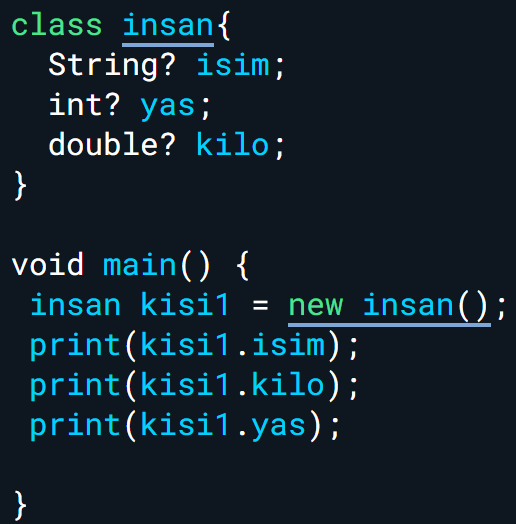 class insan{
  String? isim;
  int? yas;
  double? kilo;
}
void main() {
 insan kisi1 = new insan();
 print(kisi1.isim);
 print(kisi1.kilo);
 print(kisi1.yas);
}